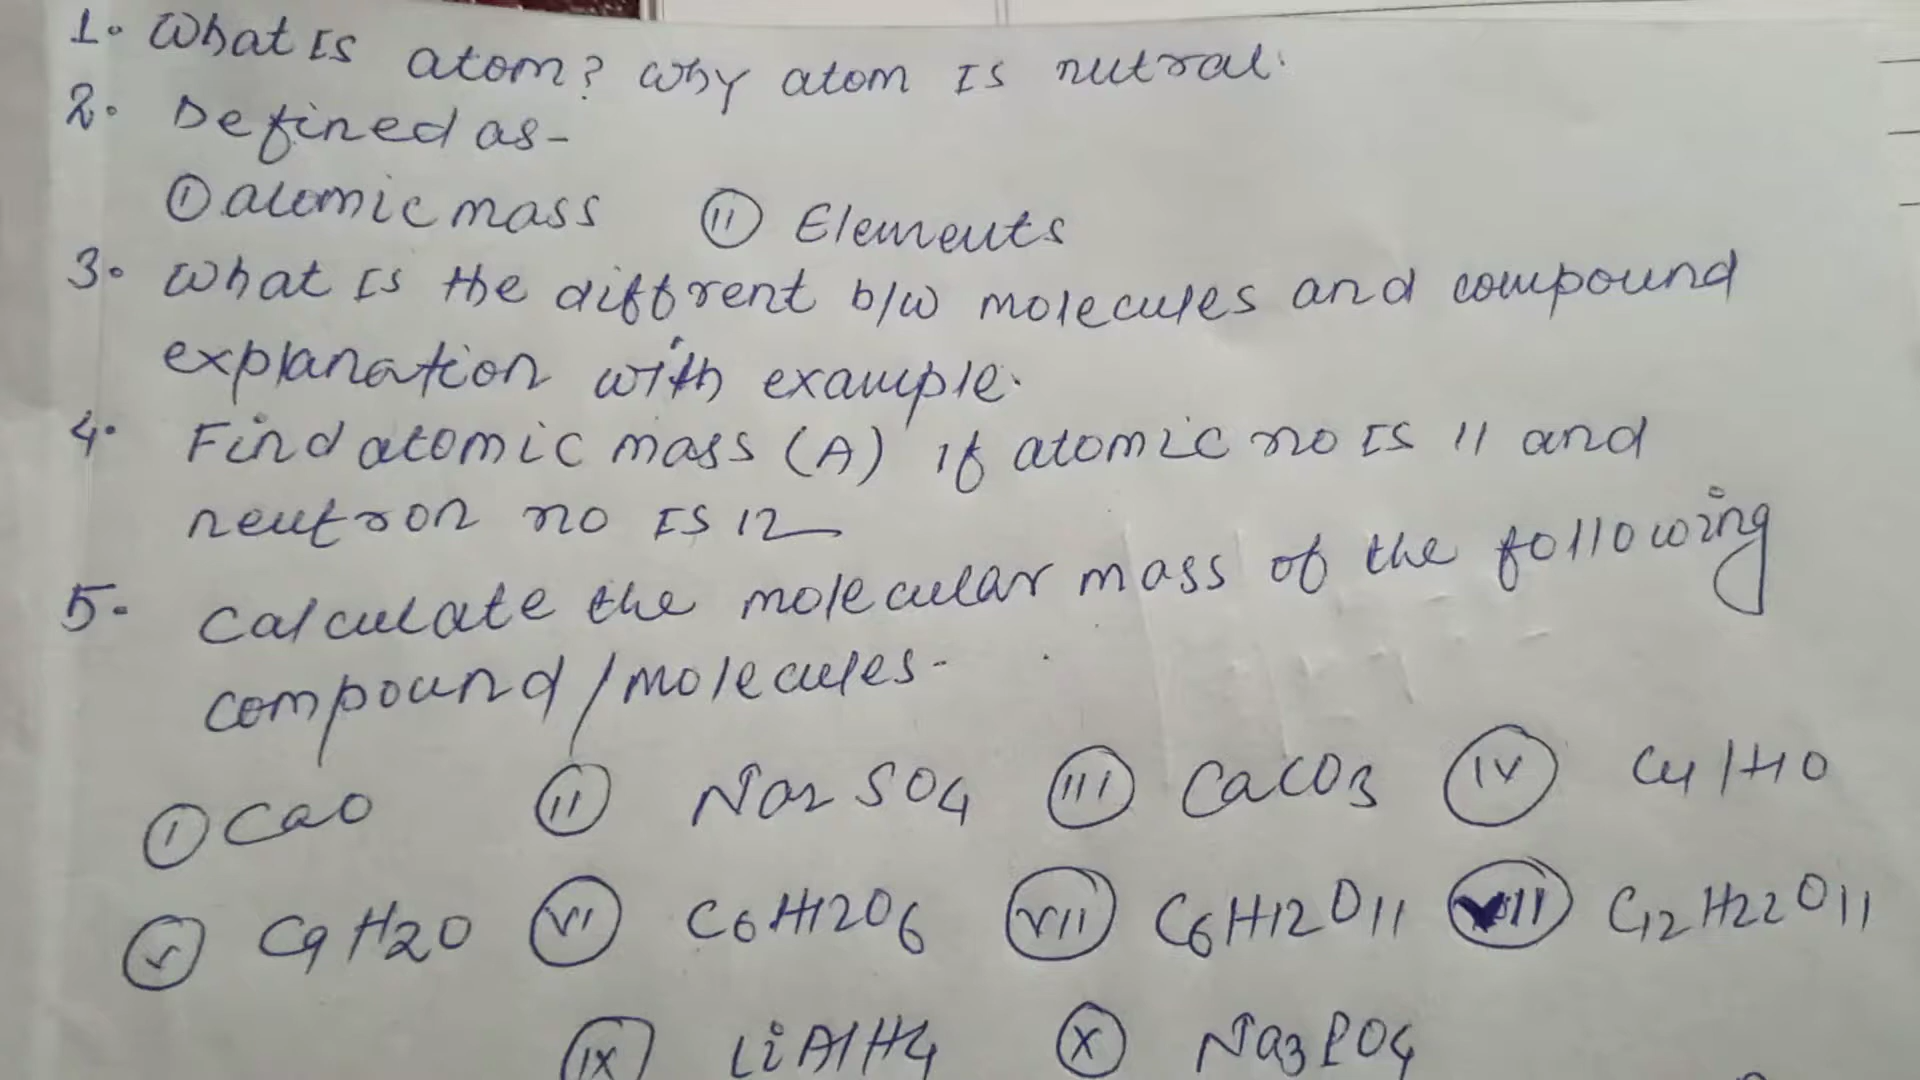 1. What Is atom? Why atom Is nutral.
2. Defined as-
(i) atomic mass (ii) Elements
3. What Is the diffrent b/w molecules and compound
explanation with example.
4. Find atomic mass (A) if atomic no Is 11 and
neutron no Is 12
5. Calculate the molecular mass of the following
compound/molecules-
(i) CaO (ii) Na2SO4 (iii) CaCO3 (iv) C4H10
(v) C9H20 (vi) C6H12O6 (vii) C6H12O11 (viii) C12H22O11
(ix) LiAlH4 (x) Na3PO4